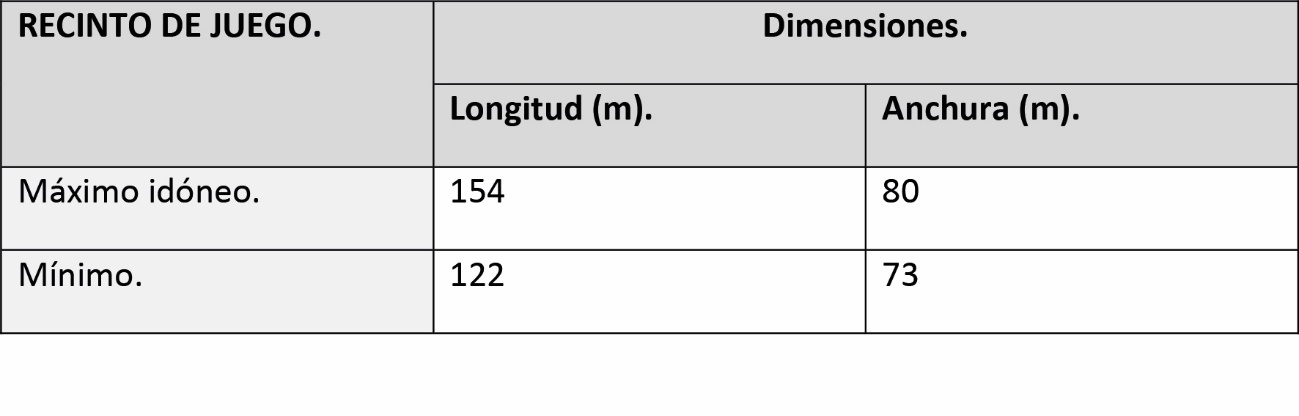 RECINTO DE JUEGO. Dimensiones.
Longitud (m). Anchura (m).
Máximo idóneo. 154 80
Mínimo. 122 73